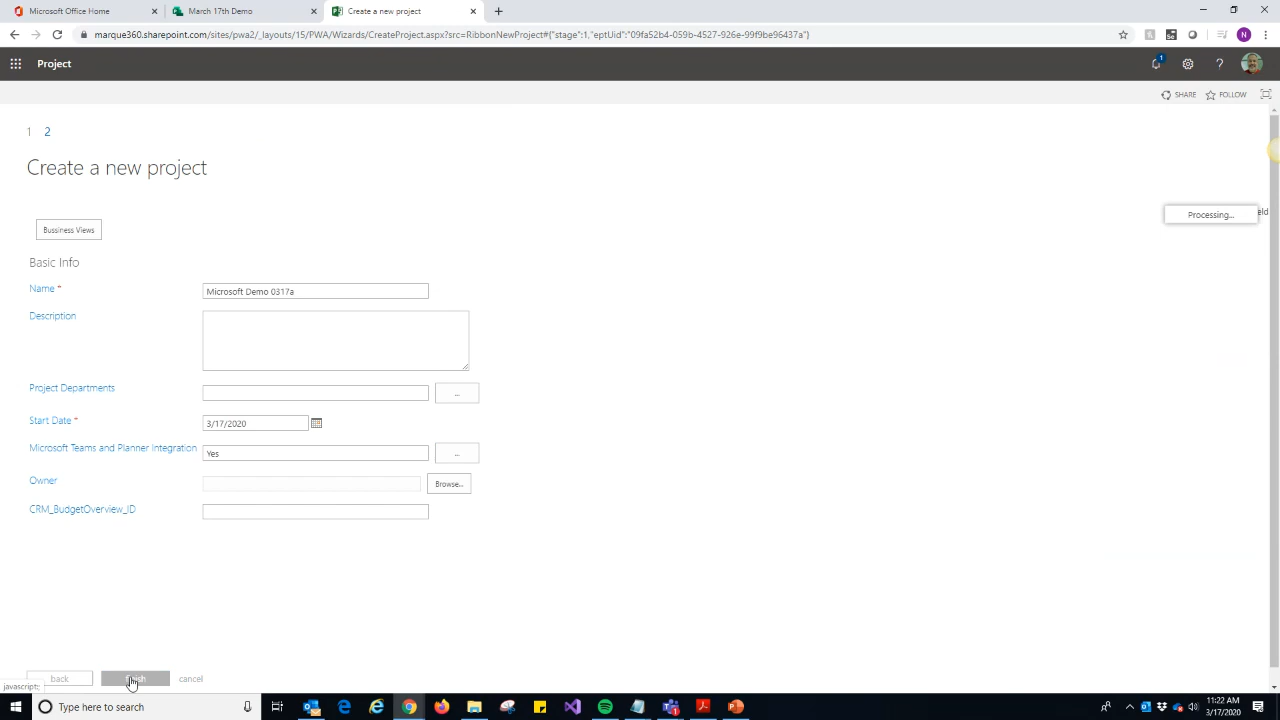 Microsoft Office Home
March 17th Demo
Create a new project
marque360.sharepoint.com/sites/pwa2/_layouts/15/PWA/Wizards/CreateProject.aspx?src=RibbonNewProject#{"stage":1,"eptUid":"09fa52b4-059b-4527-926e-99f9be96437a"}
N
Project
1
?
SHARE FOLLOW
1 2
Create a new project
eld
Processing...
Bussiness Views
Basic Info
Name * Microsoft Demo 0317a
Description
Project Departments ...
Start Date * 3/17/2020
Microsoft Teams and Planner Integration Yes ...
Owner Browse...
CRM_BudgetOverview_ID
back finish cancel
javascript:;
Type here to search
11:22 AM
3/17/2020